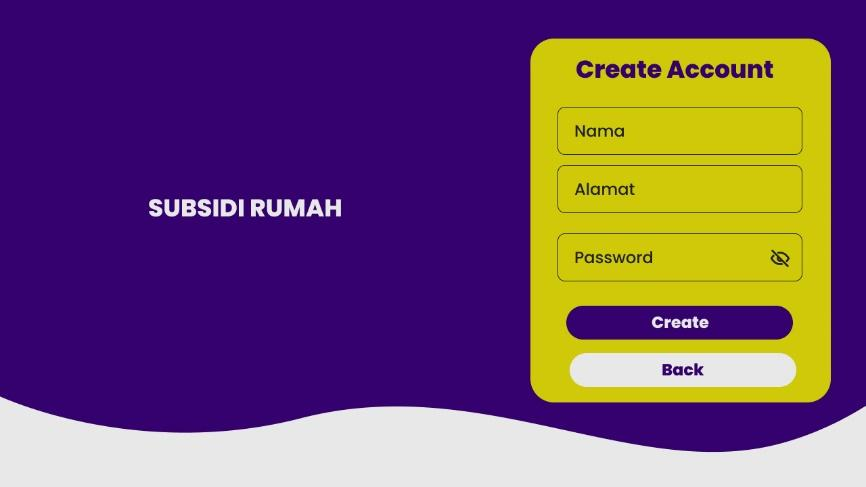 SUBSIDI RUMAH
Create Account
Nama
Alamat
Password
Create
Back